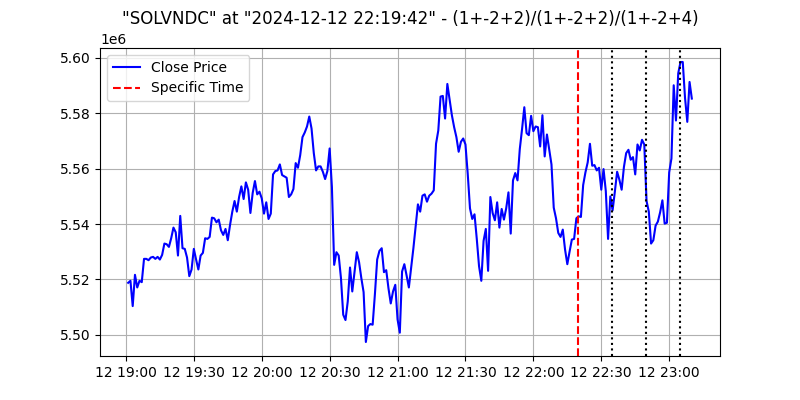 "SOLVNDC" at "2024-12-12 22:19:42" - (1+-2+2)/(1+-2+2)/(1+-2+4)
1e6
5.60
5.58
5.56
5.54
5.52
5.50
Close Price
Specific Time
12 19:00 12 19:30 12 20:00 12 20:30 12 21:00 12 21:30 12 22:00 12 22:30 12 23:00